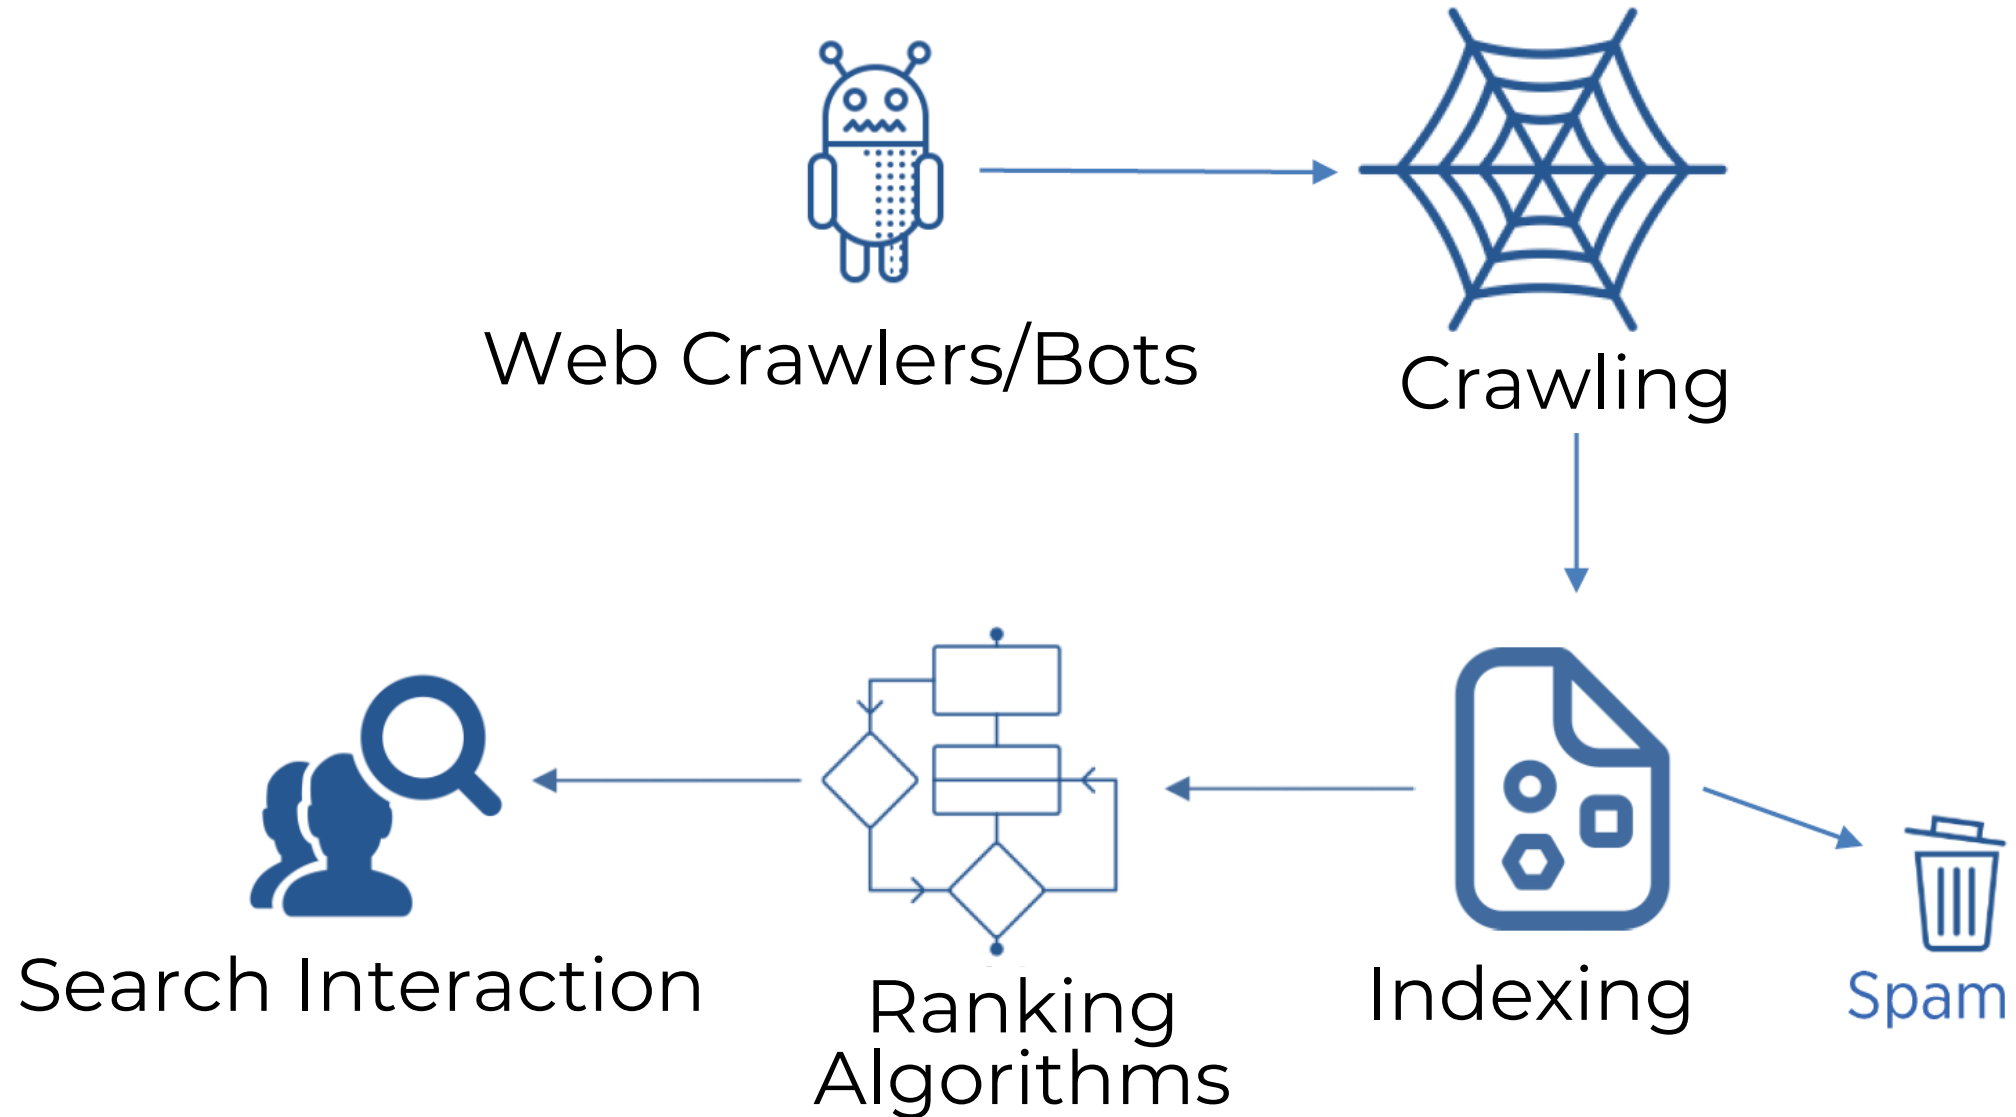 Web Crawlers/Bots
Crawling
Search Interaction
Ranking
Algorithms
Indexing
Spam